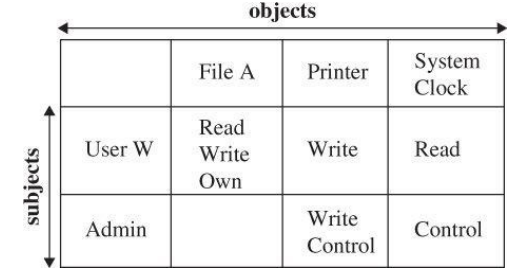 objects
File A
Printer
System
Clock
subjects
User W
Read
Write
Own
Write
Read
Admin
Write
Control
Control